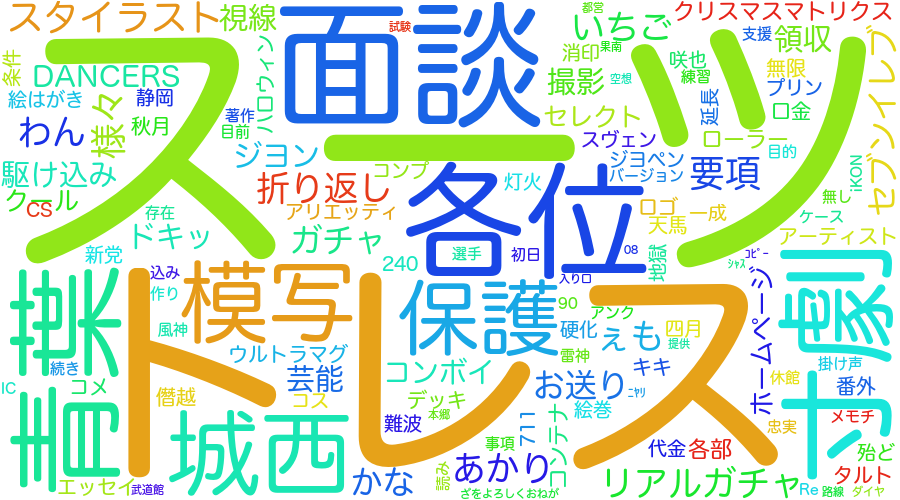 スタイラスト
視線
面談
試験
都営
いちご
クリスマスマトリクス
条件
DANCERS
スーツ
消印
果南
咲也
支援
領収
絵はがき
静岡
著作
目前
ハロウィン
撮影
空想
練習
無限
プリン
わん
秋月
様々
セレクト
延長
口金
セブンイレブ
ジヨン
コンプ
スヴェン
ローラー
目的
駆け込み
折り返し
各位
灯火
ジヨペン
バージョン
要項
iKON
クール
CS
存在
アリエッティ
ロゴ
一成
無し
ケース
新党
ドキッ
ガチャ
選手
初日
08
天馬
アーティスト
地獄
ｺﾋﾟｰ
ｼｬｽ
青葉
込み
作り
模写
240
保護
入り口
ホームページ
寸劇
トレス
風神
90
アンク
硬化
ぇも
四月
提供
続き
ウルトラマグ
コンボイ
雷神
掛け声
IC
コメ
僭越
芸能
コス
デッキ
お送り
キキ
ﾆﾔﾘ
休館
番外
城西
難波
本郷
711
コンテナ
絵巻
忠実
メモチ
エッセイ
武道館
かな
読み
あかり
事項
代金
各部
殆ど
ざをよろしくおねが
リアルガチャ
タルト
Re
路線
ダイヤ